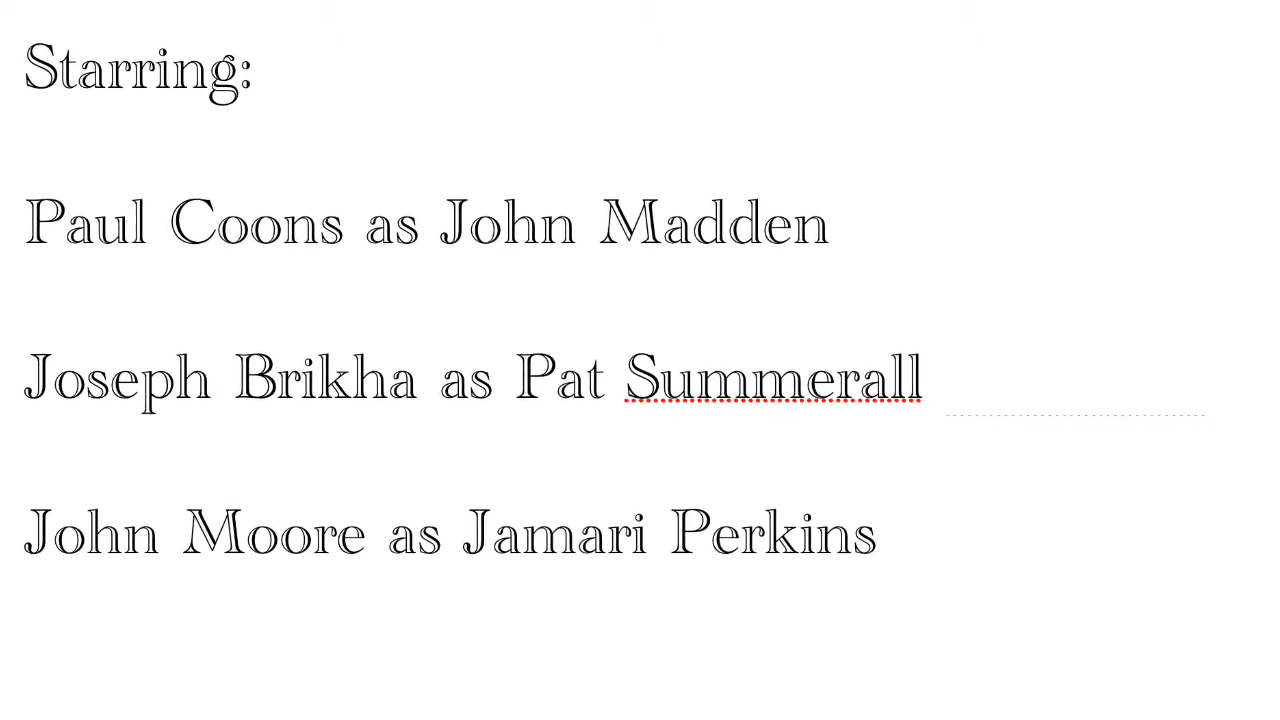 Starring:
Paul Coons as John Madden
Joseph Brikha as Pat Summerall
John Moore as Jamari Perkins